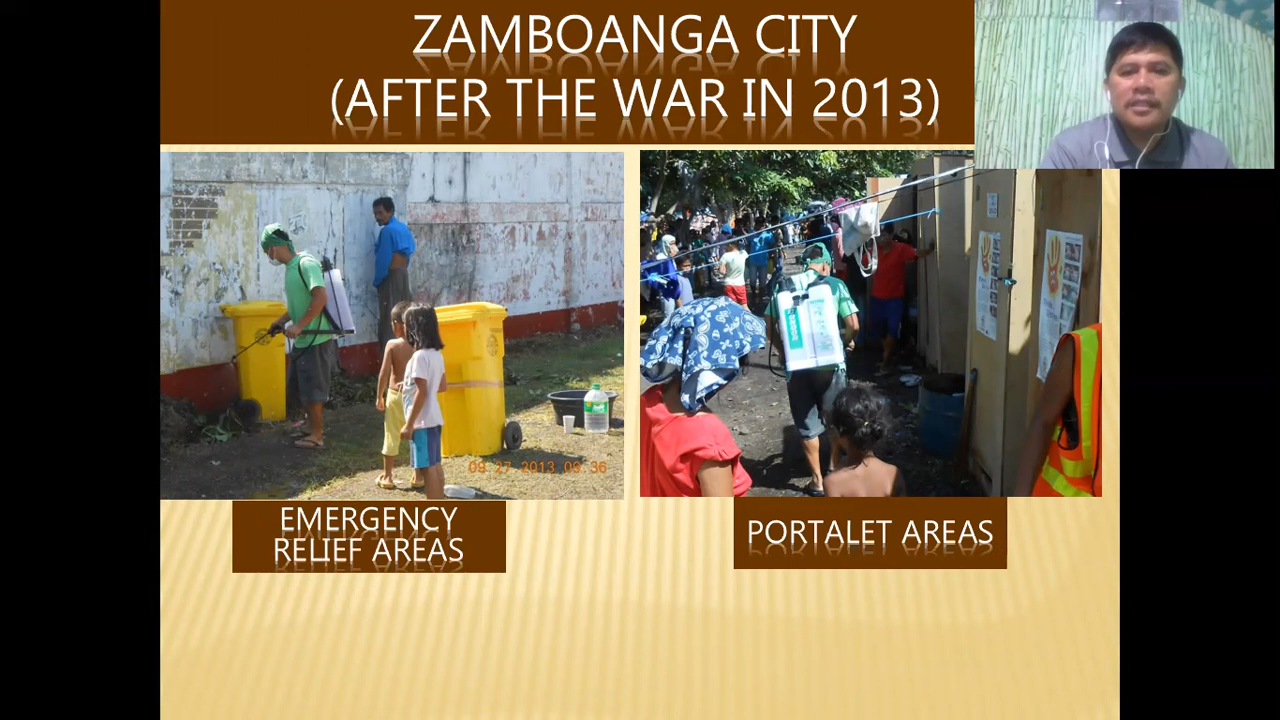 ZAMBOANGA CITY
(AFTER THE WAR IN 2013)
09 27 2013 09 36
EMERGENCY
RELIEF AREAS
PORTALET AREAS